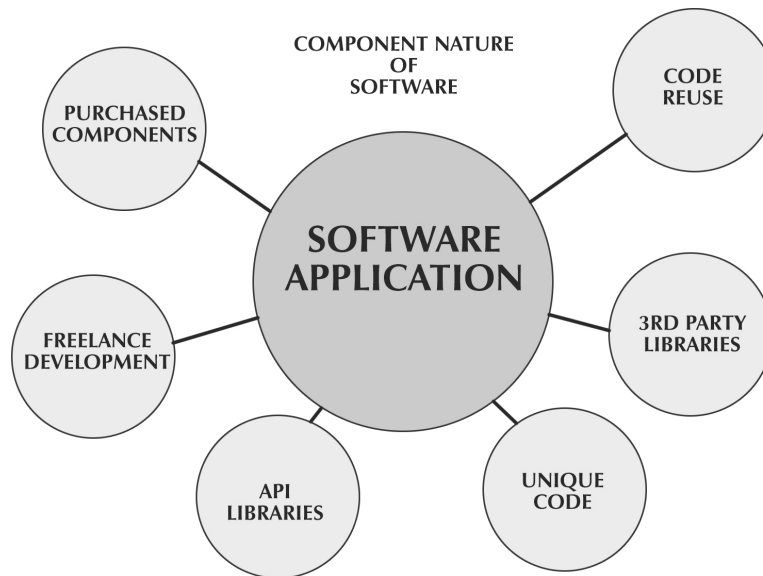 COMPONENT NATURE
OF
SOFTWARE
PURCHASED
COMPONENTS
CODE
REUSE
SOFTWARE
APPLICATION
FREELANCE
DEVELOPMENT
3RD PARTY
LIBRARIES
API
LIBRARIES
UNIQUE
CODE